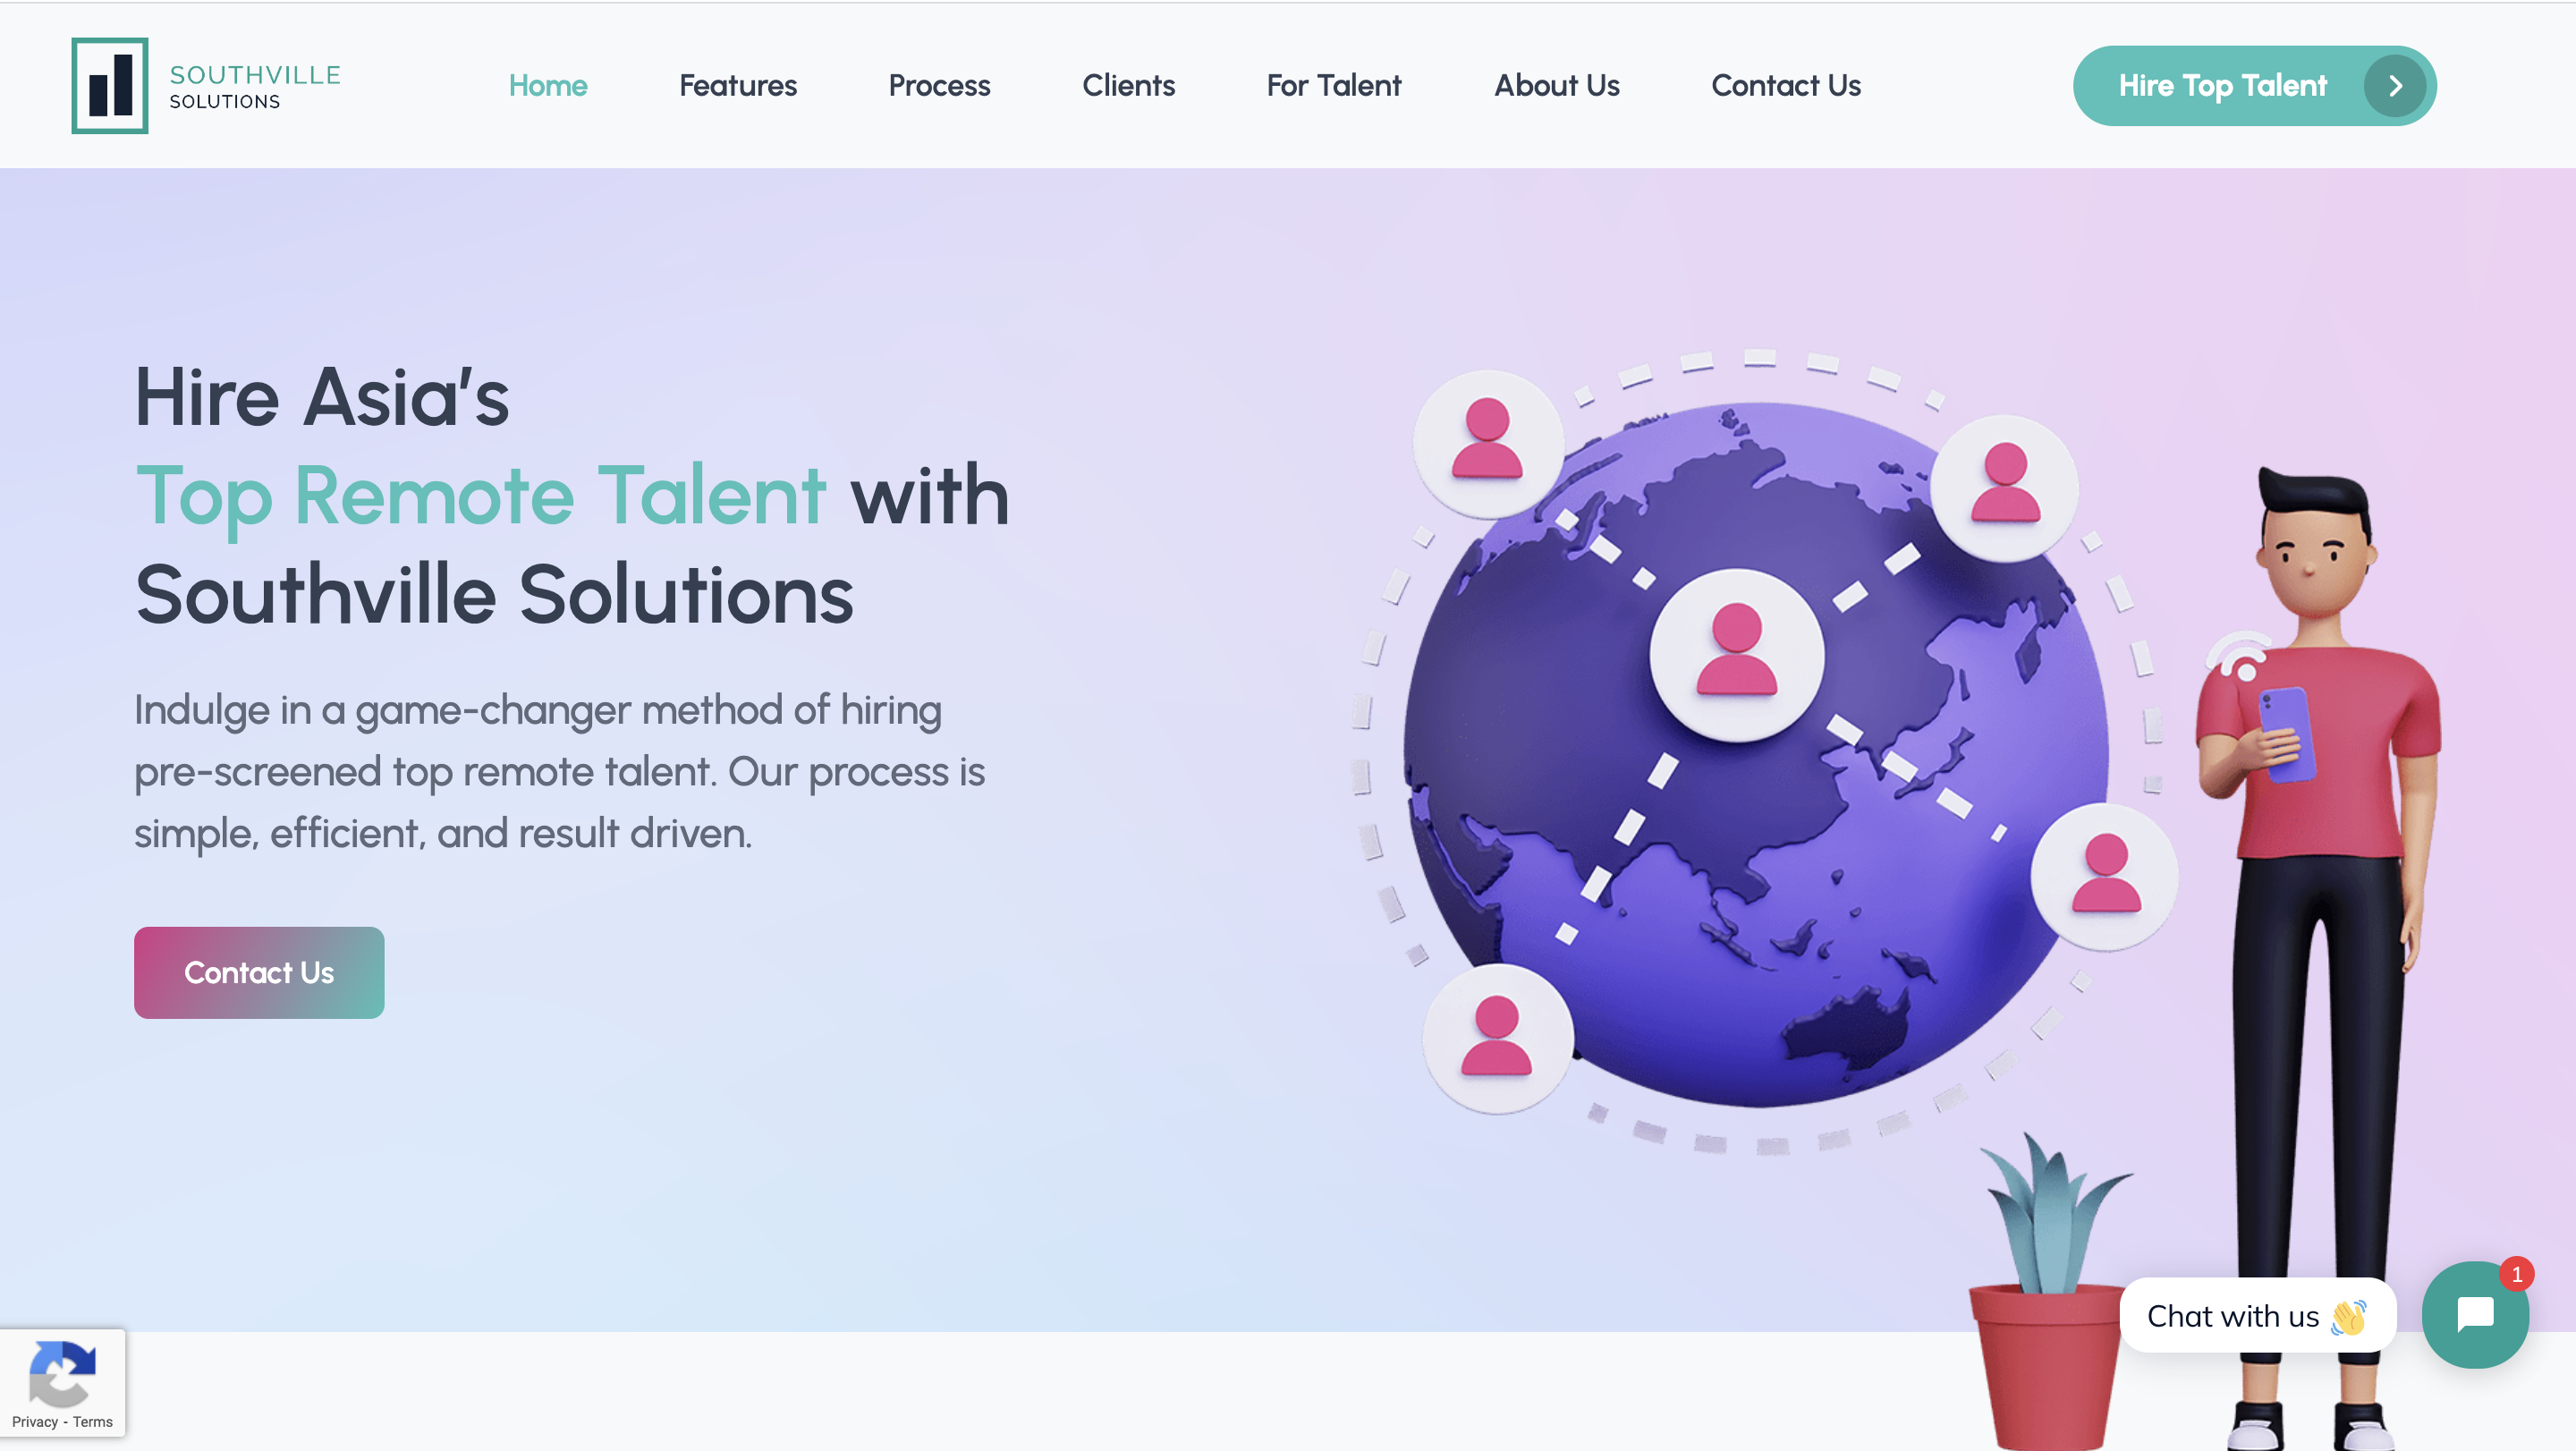 SOUTHVILLE
SOLUTIONS
Home
Features
Process
Clients
For Talent
About Us
Contact Us
Hire Top Talent
Hire Asia’s
Top Remote Talent with
Southville Solutions
Indulge in a game-changer method of hiring
pre-screened top remote talent. Our process is
simple, efficient, and result driven.
Contact Us
Chat with us 👋
1
Privacy - Terms